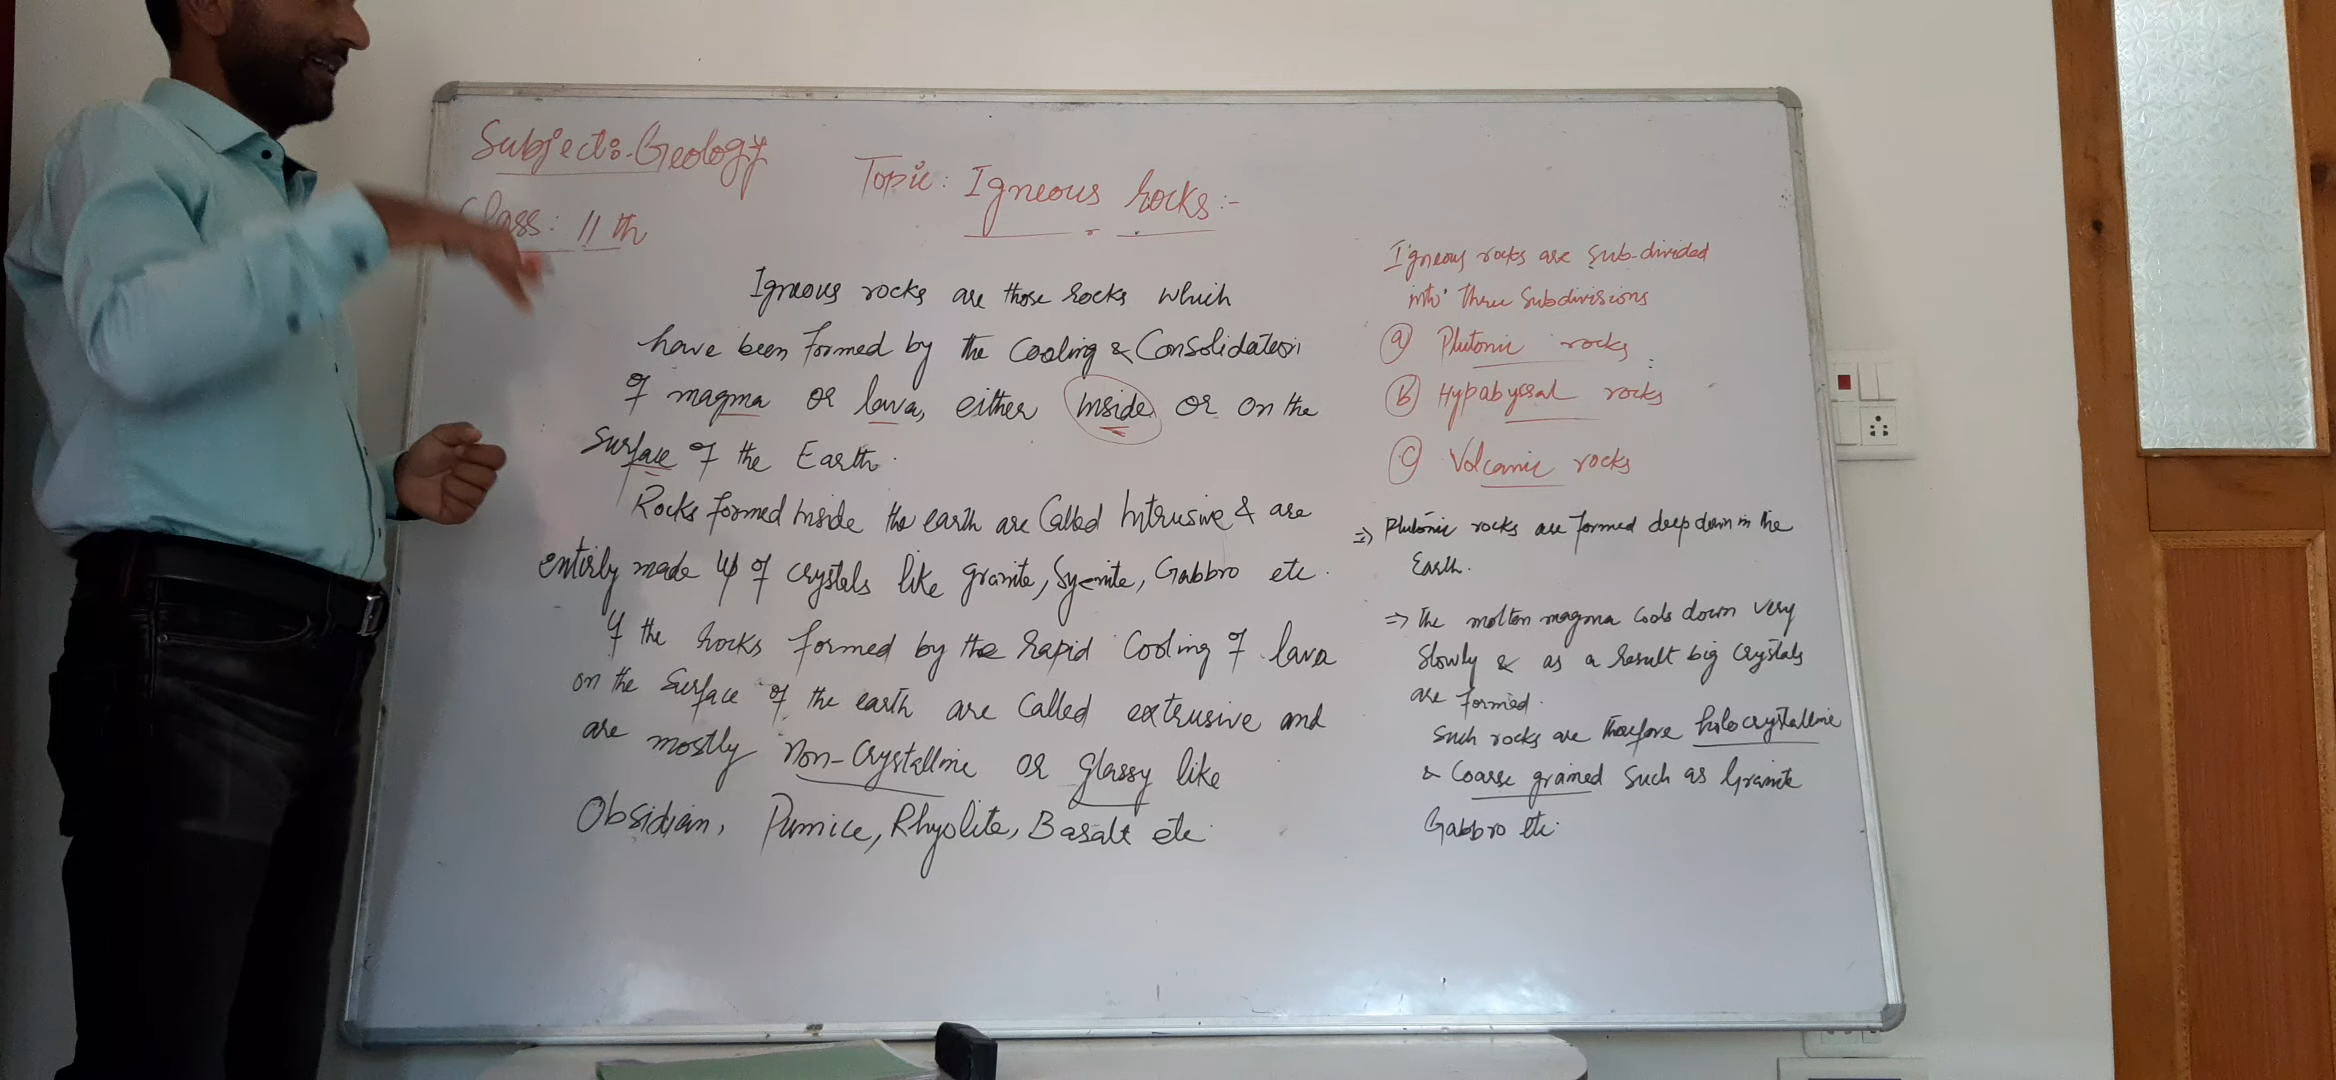 Subject:- Geology
Class: 11th
Topic: Igneous Rocks:-
Igneous rocks are those Rocks which
have been formed by the Cooling & Consolidation
of magma or lava, either inside or on the
Surface of the Earth.
Rocks formed inside the earth are Called Intrusive & are
entirly made up of crystals like granite, Syenite, Gabbro etc.
If the Rocks formed by the Rapid Cooling of lava
on the Surface of the earth are Called extrusive and
are mostly Non-Crystalline or glassy like
Obsidian, Pumice, Rhyolite, Basalt etc.
Igneous rocks are Sub-divided
into three Subdivisions
(a) Plutonic rocks
(B) Hypabyssal rocks
(C) Volcanic rocks
=> Plutonic rocks are formed deep down in the
Earth.
=> The molten magma cools down very
Slowly & as a Result big Crystals
are formed.
Such rocks are therefore holocrystalline
& Coarse grained such as Granite
Gabbro etc.